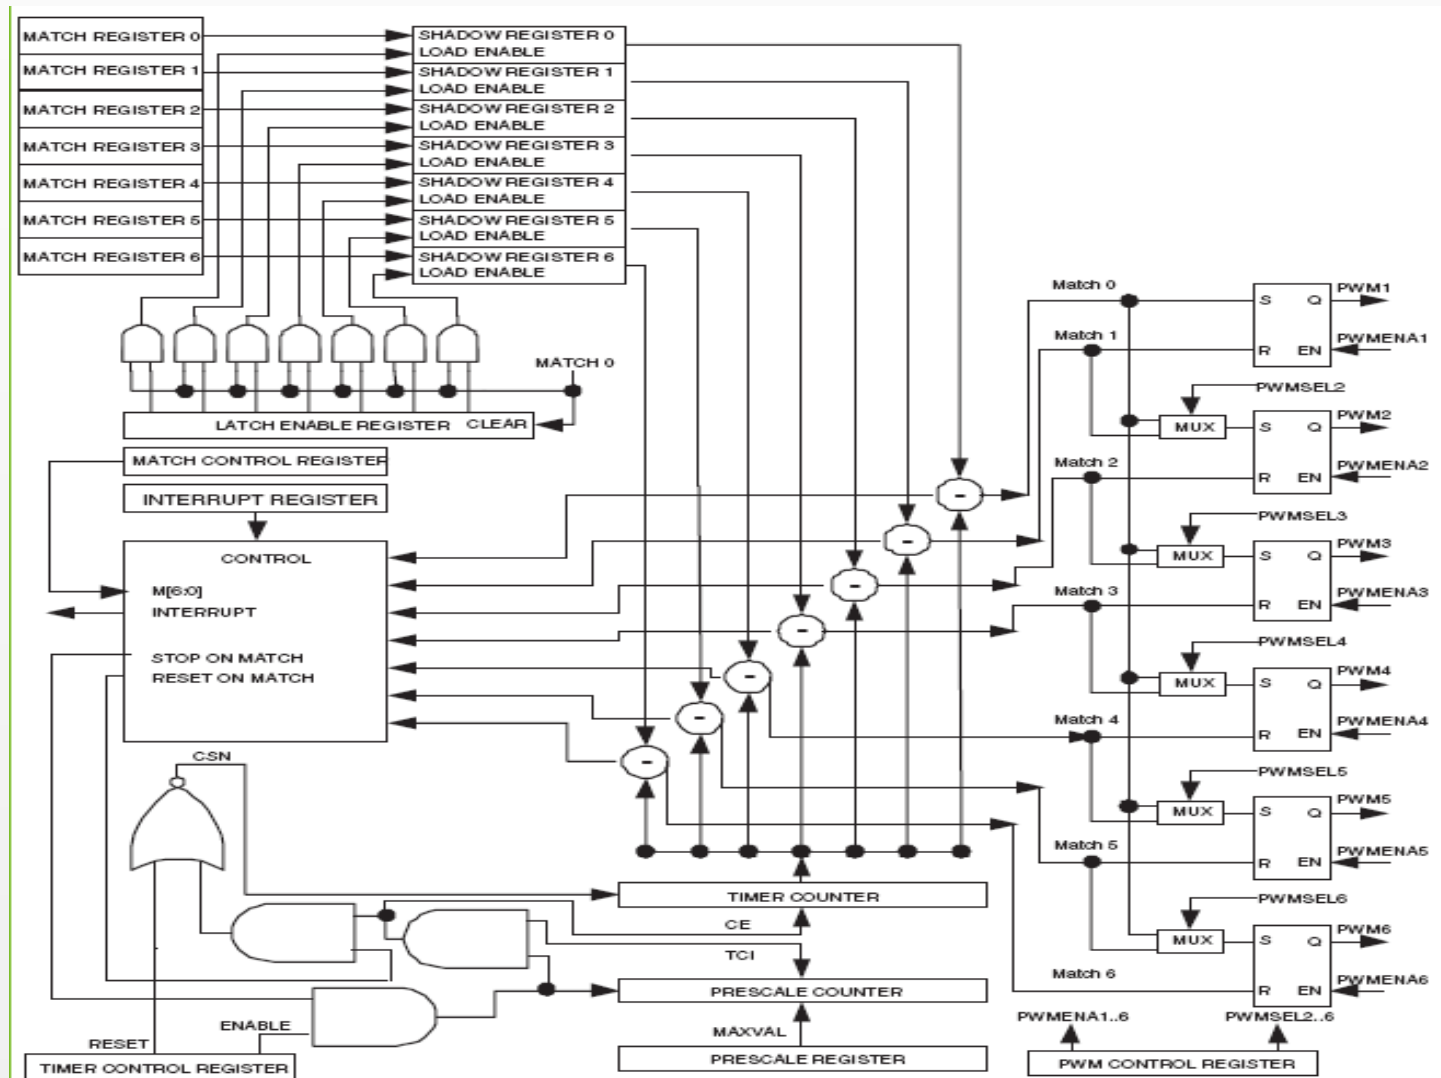 MATCH REGISTER 0
MATCH REGISTER 1
MATCH REGISTER 2
MATCH REGISTER 3
MATCH REGISTER 4
MATCH REGISTER 5
MATCH REGISTER 6
SHADOW REGISTER 0
LOAD ENABLE
SHADOW REGISTER 1
LOAD ENABLE
SHADOW REGISTER 2
LOAD ENABLE
SHADOW REGISTER 3
LOAD ENABLE
SHADOW REGISTER 4
LOAD ENABLE
SHADOW REGISTER 5
LOAD ENABLE
SHADOW REGISTER 6
LOAD ENABLE
MATCH 0
LATCH ENABLE REGISTER CLEAR
MATCH CONTROL REGISTER
INTERRUPT REGISTER
CONTROL
M[6:0]
INTERRUPT
STOP ON MATCH
RESET ON MATCH
CSN
-
-
-
-
-
-
-
TIMER COUNTER
CE
TCI
PRESCALE COUNTER
MAXVAL
PRESCALE REGISTER
ENABLE
RESET
TIMER CONTROL REGISTER
Match 0
S Q PWM1
Match 1
R EN PWMENA1
PWMSEL2
MUX S Q PWM2
Match 2
R EN PWMENA2
PWMSEL3
MUX S Q PWM3
Match 3
R EN PWMENA3
PWMSEL4
MUX S Q PWM4
Match 4
R EN PWMENA4
PWMSEL5
MUX S Q PWM5
Match 5
R EN PWMENA5
PWMSEL6
MUX S Q PWM6
Match 6
R EN PWMENA6
PWMENA1..6 PWMSEL2..6
PWM CONTROL REGISTER